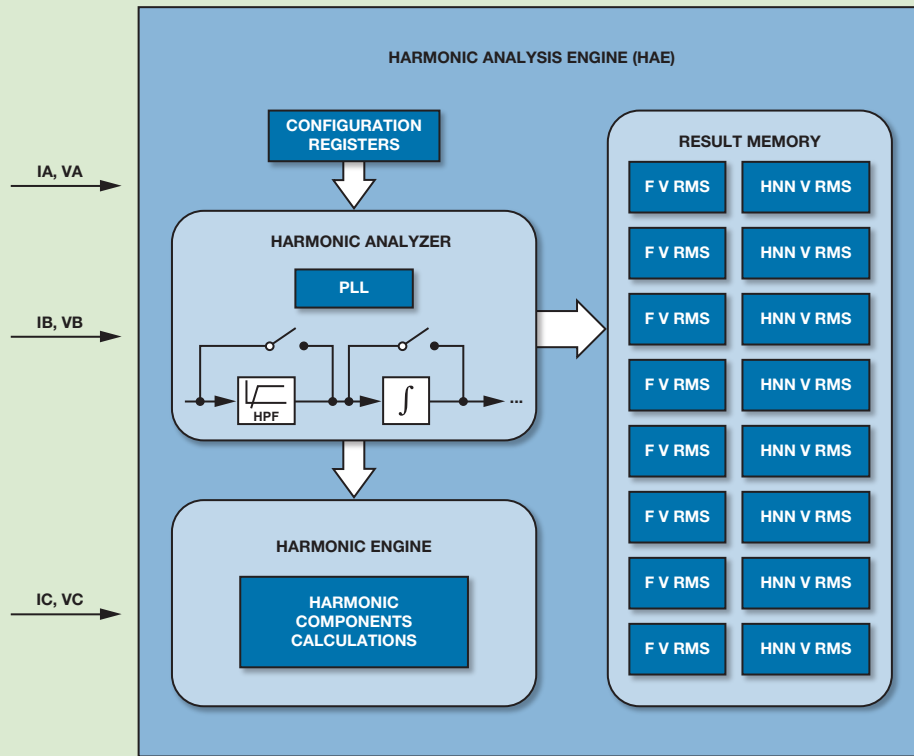 HARMONIC ANALYSIS ENGINE (HAE)
IA, VA
IB, VB
IC, VC
CONFIGURATION
REGISTERS
HARMONIC ANALYZER
PLL
HPF
∫
...
HARMONIC ENGINE
HARMONIC
COMPONENTS
CALCULATIONS
RESULT MEMORY
F V RMS HNN V RMS
F V RMS HNN V RMS
F V RMS HNN V RMS
F V RMS HNN V RMS
F V RMS HNN V RMS
F V RMS HNN V RMS
F V RMS HNN V RMS
F V RMS HNN V RMS